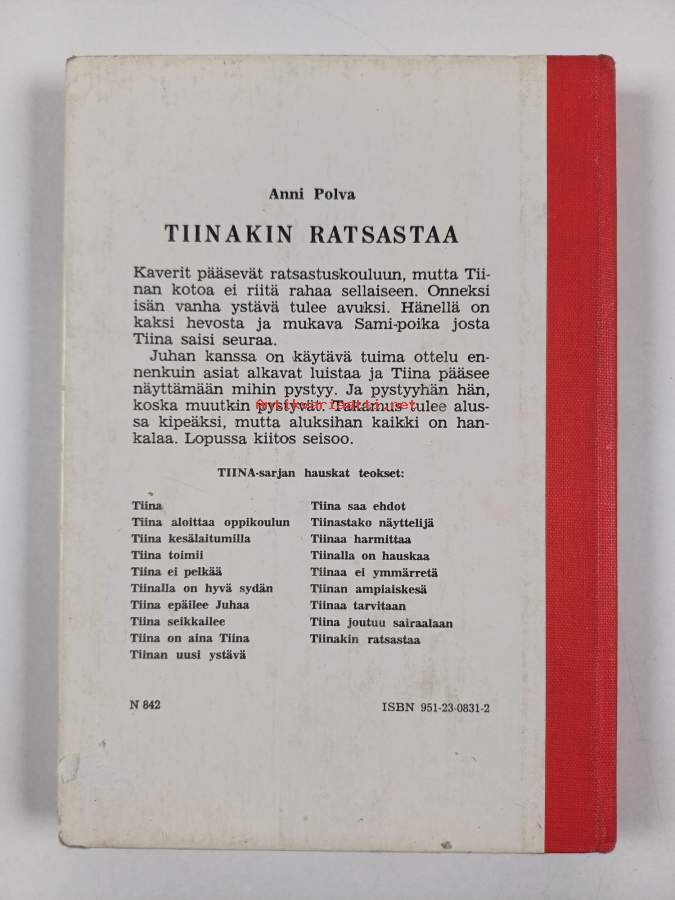 Anni Polva
TIINAKIN RATSASTAA
Kaverit pääsevät ratsastuskouluun, mutta Tii-
nan kotoa ei riitä rahaa sellaiseen. Onneksi
isän vanha ystävä tulee avuksi. Hänellä on
kaksi hevosta ja mukava Sami-poika josta
Tiina saisi seuraa.
Juhan kanssa on käytävä tuima ottelu en-
nenkuin asiat alkavat luistaa ja Tiina pääsee
näyttämään mihin pystyy. Ja pystyyhän hän,
koska muutkin pystyvät. Takamus tulee alus-
sa kipeäksi, mutta aluksihan kaikki on han-
kalaa. Lopussa kiitos seisoo.
Antikvariaatti.net
TIINA-sarjan hauskat teokset:
Tiina
Tiina aloittaa oppikoulun
Tiina kesälaitumilla
Tiina toimii
Tiina ei pelkää
Tiinalla on hyvä sydän
Tiina epäilee Juhaa
Tiina seikkailee
Tiina on aina Tiina
Tiinan uusi ystävä
Tiina saa ehdot
Tiinastako näyttelijä
Tiinaa harmittaa
Tiinalla on hauskaa
Tiinaa ei ymmärretä
Tiinan ampiaiskesä
Tiinaa tarvitaan
Tiina joutuu sairaalaan
Tiinakin ratsastaa
N 842
ISBN 951-23-0831-2